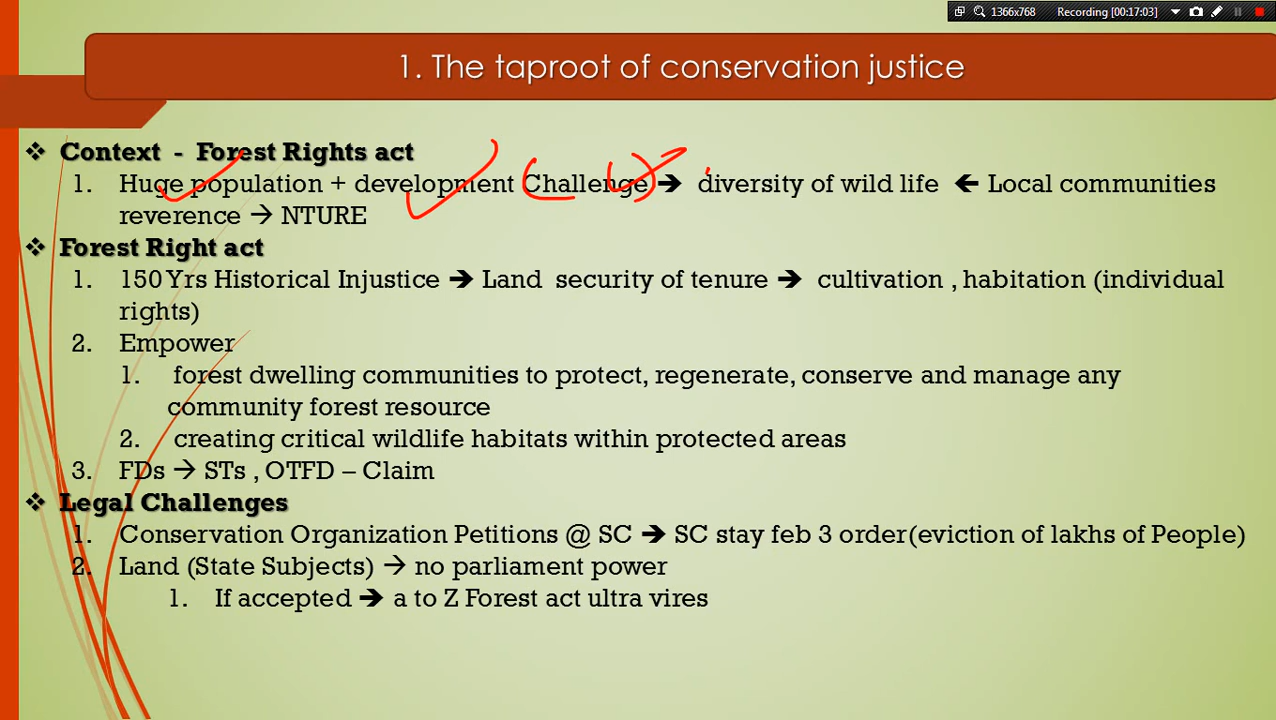 1366x768 Recording [00:17:03]
1. The taproot of conservation justice
❖ Context - Forest Rights act
1. Huge population + development Challenge ➔ diversity of wild life ← Local communities
reverence → NTURE
❖ Forest Right act
1. 150 Yrs Historical Injustice ➔ Land security of tenure ➔ cultivation , habitation (individual
rights)
2. Empower
1. forest dwelling communities to protect, regenerate, conserve and manage any
community forest resource
2. creating critical wildlife habitats within protected areas
3. FDs → STs , OTFD – Claim
❖ Legal Challenges
1. Conservation Organization Petitions @ SC ➔ SC stay feb 3 order(eviction of lakhs of People)
2. Land (State Subjects) → no parliament power
1. If accepted ➔ a to Z Forest act ultra vires